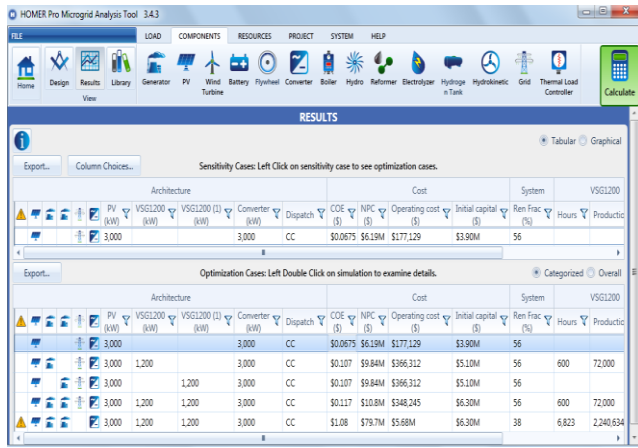 HOMER Pro Microgrid Analysis Tool 3.4.3
FILE LOAD COMPONENTS RESOURCES PROJECT SYSTEM HELP
Home Design Results Library Generator PV Wind Turbine Battery Flywheel Converter Boiler Hydro Reformer Electrolyzer Hydroge n Tank Hydrokinetic Grid Thermal Load Controller Calculate
View
RESULTS
Tabular Graphical
Export... Column Choices... Sensitivity Cases: Left Click on sensitivity case to see optimization cases.
Architecture Cost System VSG1200
PV (kW) VSG1200 (kW) VSG1200 (1) (kW) Converter (kW) Dispatch COE ($) NPC ($) Operating cost ($) Initial capital ($) Ren Frac (%) Hours Productio
3,000 3,000 CC $0.0675 $6.19M $177,129 $3.90M 56
Export... Optimization Cases: Left Double Click on simulation to examine details. Categorized Overall
Architecture Cost System VSG1200
PV (kW) VSG1200 (kW) VSG1200 (1) (kW) Converter (kW) Dispatch COE ($) NPC ($) Operating cost ($) Initial capital ($) Ren Frac (%) Hours Productic
3,000 3,000 CC $0.0675 $6.19M $177,129 $3.90M 56
3,000 1,200 3,000 CC $0.107 $9.84M $366,312 $5.10M 56 600 72,000
3,000 1,200 3,000 CC $0.107 $9.84M $366,312 $5.10M 56
3,000 1,200 1,200 3,000 CC $0.117 $10.8M $348,245 $6.30M 56 600 72,000
3,000 1,200 1,200 3,000 CC $1.08 $79.7M $5.68M $6.30M 38 6,823 2,240,634